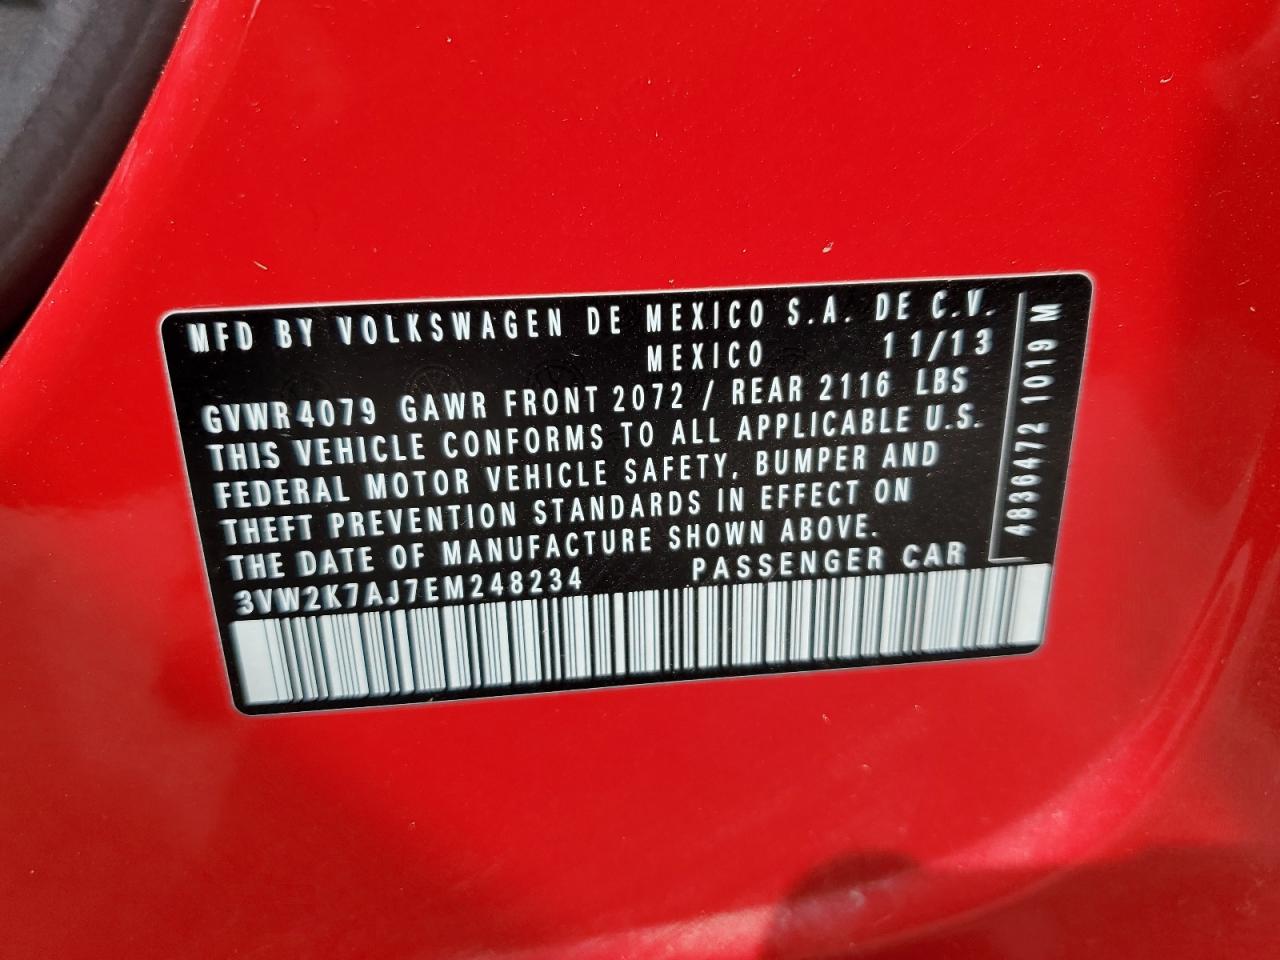 MFD BY VOLKSWAGEN DE MEXICO S.A. DE C.V.
MEXICO 11/13
GVWR 4079 GAWR FRONT 2072 / REAR 2116 LBS
THIS VEHICLE CONFORMS TO ALL APPLICABLE U.S.
FEDERAL MOTOR VEHICLE SAFETY, BUMPER AND
THEFT PREVENTION STANDARDS IN EFFECT ON
THE DATE OF MANUFACTURE SHOWN ABOVE.
3VW2K7AJ7EM248234 PASSENGER CAR
4836472 1019 M